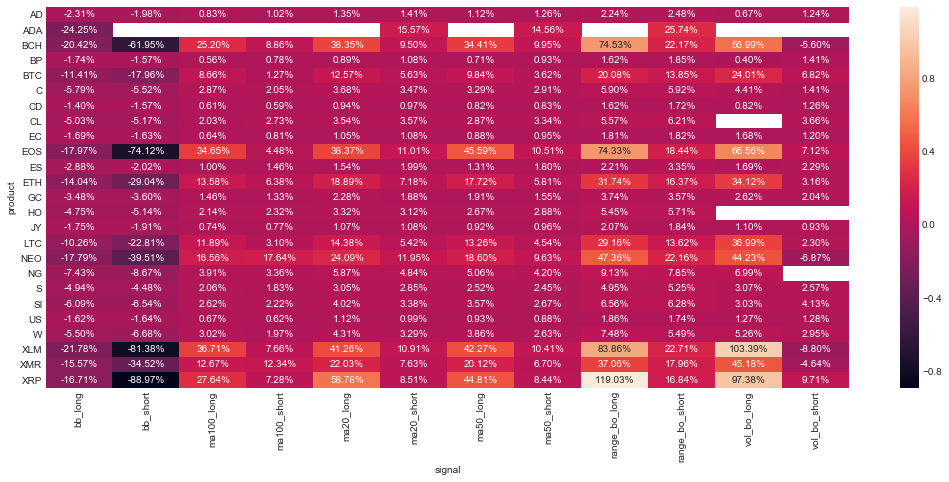 AD -2.31% -1.98% 0.83% 1.02% 1.35% 1.41% 1.12% 1.26% 2.24% 2.48% 0.67% 1.24%
ADA -24.25% 15.57% 14.56% 25.74%
BCH -20.42% -61.95% 25.20% 8.86% 38.35% 9.50% 34.41% 9.95% 74.53% 22.17% 56.99% -5.60%
0.8
BP -1.74% -1.57% 0.56% 0.78% 0.89% 1.08% 0.71% 0.93% 1.62% 1.85% 0.40% 1.41%
BTC -11.41% -17.96% 8.66% 1.27% 12.57% 5.63% 9.84% 3.62% 20.08% 13.85% 24.01% 6.82%
C -5.79% -5.52% 2.87% 2.05% 3.68% 3.47% 3.29% 2.91% 5.90% 5.92% 4.41% 1.41%
CD -1.40% -1.57% 0.61% 0.59% 0.94% 0.97% 0.82% 0.83% 1.62% 1.72% 0.82% 1.26%
CL -5.03% -5.17% 2.03% 2.73% 3.54% 3.57% 2.87% 3.34% 5.57% 6.21% 3.66%
EC -1.69% -1.63% 0.64% 0.81% 1.05% 1.08% 0.88% 0.95% 1.81% 1.82% 1.68% 1.20%
EOS -17.97% -74.12% 34.65% 4.48% 38.37% 11.01% 45.59% 10.51% 74.33% 18.44% 66.56% 7.12%
0.4
ES -2.88% -2.02% 1.00% 1.46% 1.54% 1.99% 1.31% 1.80% 2.21% 3.35% 1.69% 2.29%
ETH -14.04% -29.04% 13.58% 6.38% 18.89% 7.18% 17.72% 5.81% 31.74% 16.37% 34.12% 3.16%
product
GC -3.48% -3.60% 1.46% 1.33% 2.28% 1.88% 1.91% 1.55% 3.74% 3.57% 2.62% 2.04%
HO -4.75% -5.14% 2.14% 2.32% 3.32% 3.12% 2.67% 2.88% 5.45% 5.71%
0.0
JY -1.75% -1.91% 0.74% 0.77% 1.07% 1.08% 0.92% 0.96% 2.07% 1.84% 1.10% 0.93%
LTC -10.26% -22.81% 11.89% 3.10% 14.38% 5.42% 13.26% 4.54% 29.16% 13.62% 36.99% 2.30%
NEO -17.79% -39.51% 16.56% 17.64% 24.09% 11.95% 18.60% 9.63% 47.36% 22.16% 44.23% -6.87%
NG -7.43% -8.67% 3.91% 3.36% 5.87% 4.84% 5.06% 4.20% 9.13% 7.85% 6.99%
S -4.94% -4.48% 2.06% 1.83% 3.05% 2.85% 2.52% 2.45% 4.95% 5.25% 3.07% 2.57%
−0.4
SI -6.09% -6.54% 2.62% 2.22% 4.02% 3.38% 3.57% 2.67% 6.56% 6.28% 3.03% 4.13%
US -1.62% -1.64% 0.67% 0.62% 1.12% 0.99% 0.93% 0.88% 1.86% 1.74% 1.27% 1.28%
W -5.50% -6.68% 3.02% 1.97% 4.31% 3.29% 3.86% 2.63% 7.48% 5.49% 5.26% 2.95%
XLM -21.78% -81.38% 36.71% 7.66% 41.26% 10.91% 42.27% 10.41% 83.86% 22.71% 103.39% -8.80%
XMR -15.57% -34.52% 12.67% 12.34% 22.03% 7.63% 20.12% 6.70% 37.06% 17.96% 45.18% -4.64%
−0.8
XRP -16.71% -88.97% 27.64% 7.28% 58.78% 8.51% 44.81% 8.44% 119.03% 16.84% 97.38% 9.71%
bb_long bb_short ma100_long ma100_short ma20_long ma20_short ma50_long ma50_short range_bo_long range_bo_short vol_bo_long vol_bo_short
signal